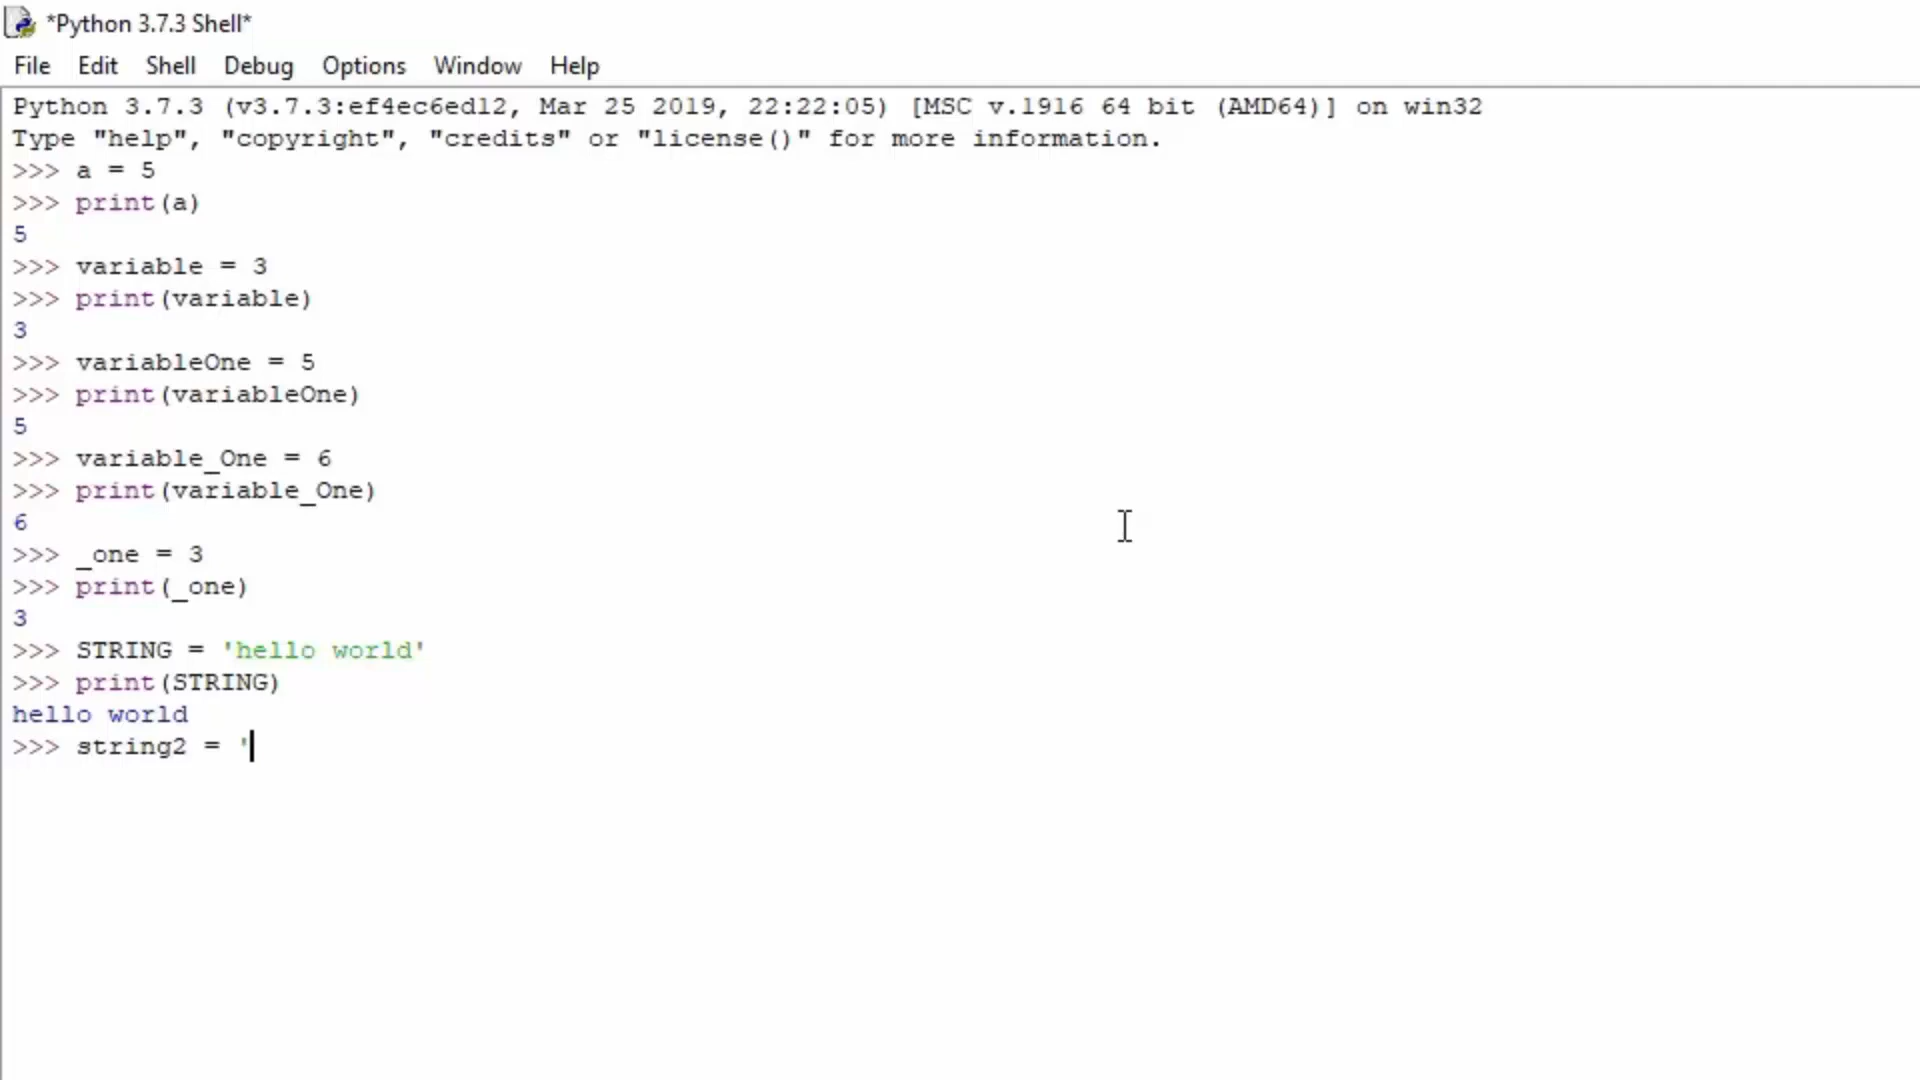 *Python 3.7.3 Shell*
File Edit Shell Debug Options Window Help
Python 3.7.3 (v3.7.3:ef4ec6ed12, Mar 25 2019, 22:22:05) [MSC v.1916 64 bit (AMD64)] on win32
Type "help", "copyright", "credits" or "license()" for more information.
>>> a = 5
>>> print(a)
5
>>> variable = 3
>>> print(variable)
3
>>> variableOne = 5
>>> print(variableOne)
5
>>> variable_One = 6
>>> print(variable_One)
6
>>> _one = 3
>>> print(_one)
3
>>> STRING = 'hello world'
>>> print(STRING)
hello world
>>> string2 = '